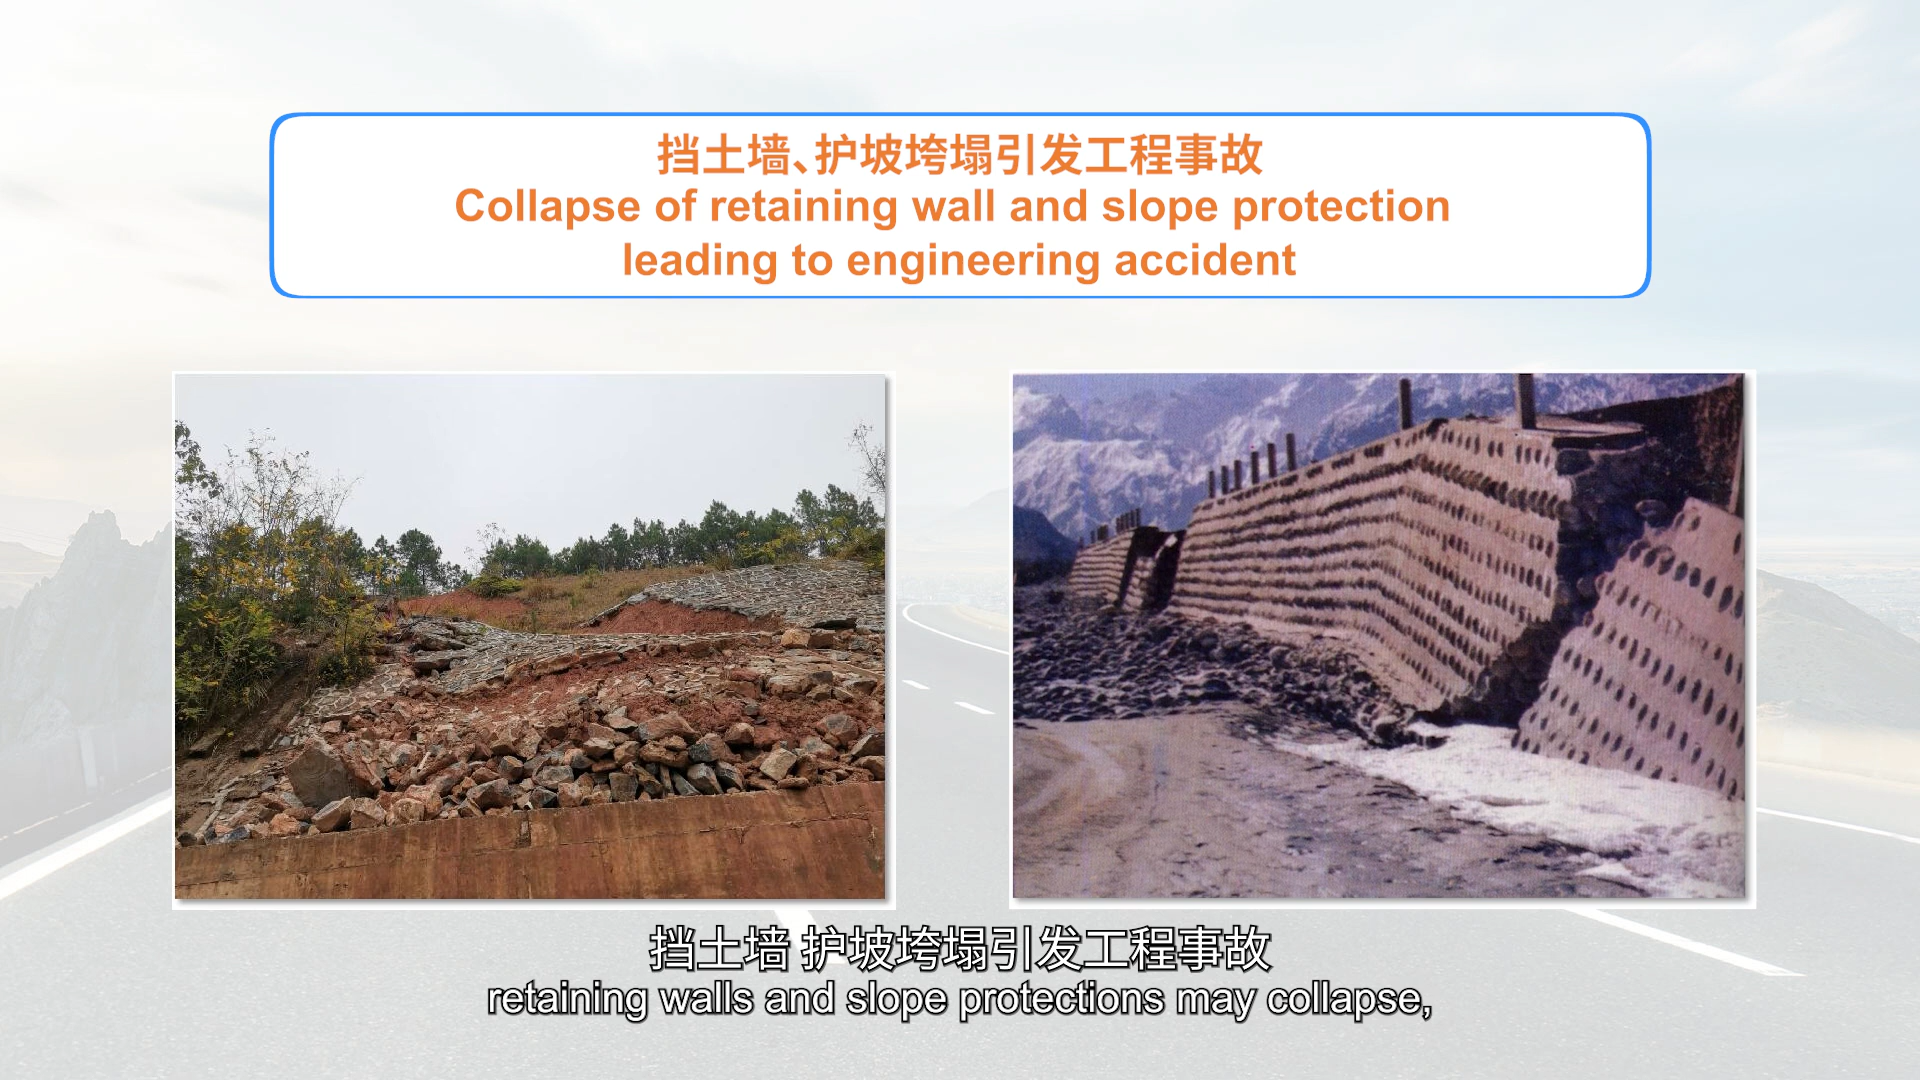 挡土墙、护坡垮塌引发工程事故
Collapse of retaining wall and slope protection
leading to engineering accident
挡土墙 护坡垮塌引发工程事故
retaining walls and slope protections may collapse,